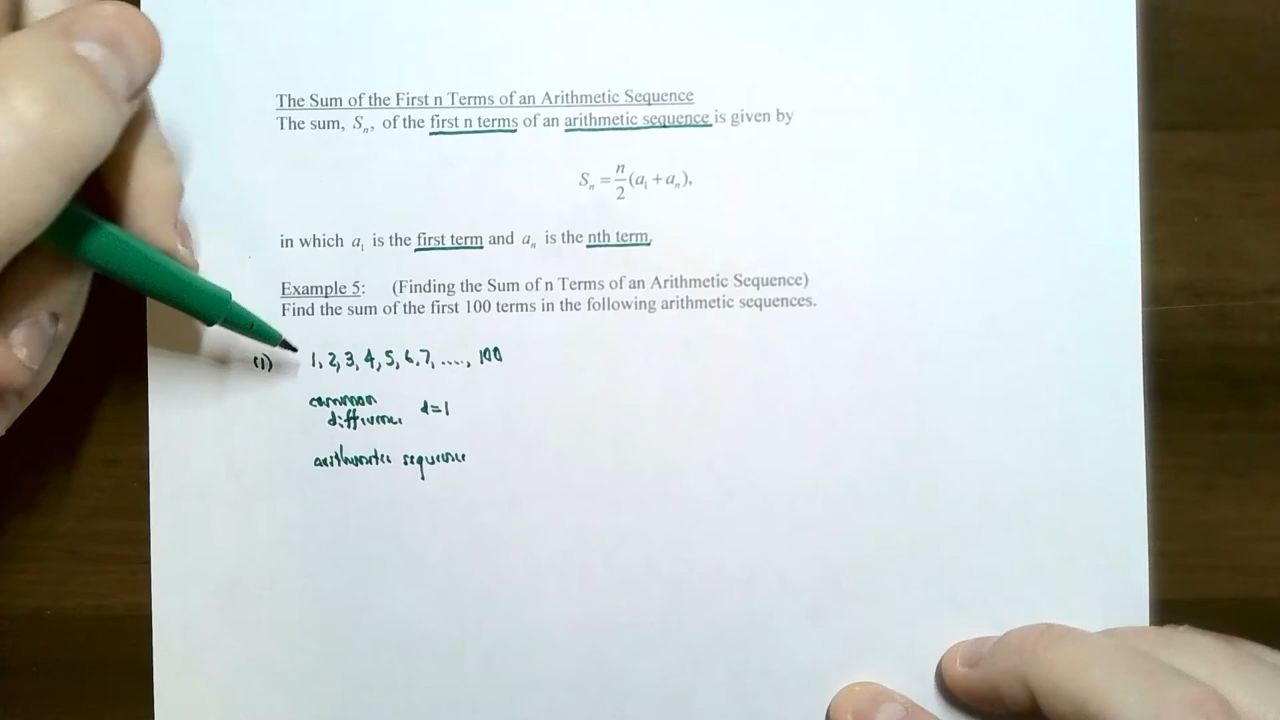 The Sum of the First n Terms of an Arithmetic Sequence
The sum, Sₙ, of the first n terms of an arithmetic sequence is given by
Sₙ = n/2 (a₁ + aₙ),
in which a₁ is the first term and aₙ is the nth term.
Example 5: (Finding the Sum of n Terms of an Arithmetic Sequence)
Find the sum of the first 100 terms in the following arithmetic sequences.
(1) 1, 2, 3, 4, 5, 6, 7, ...., 100
common
difference d=1
arithmetic sequence